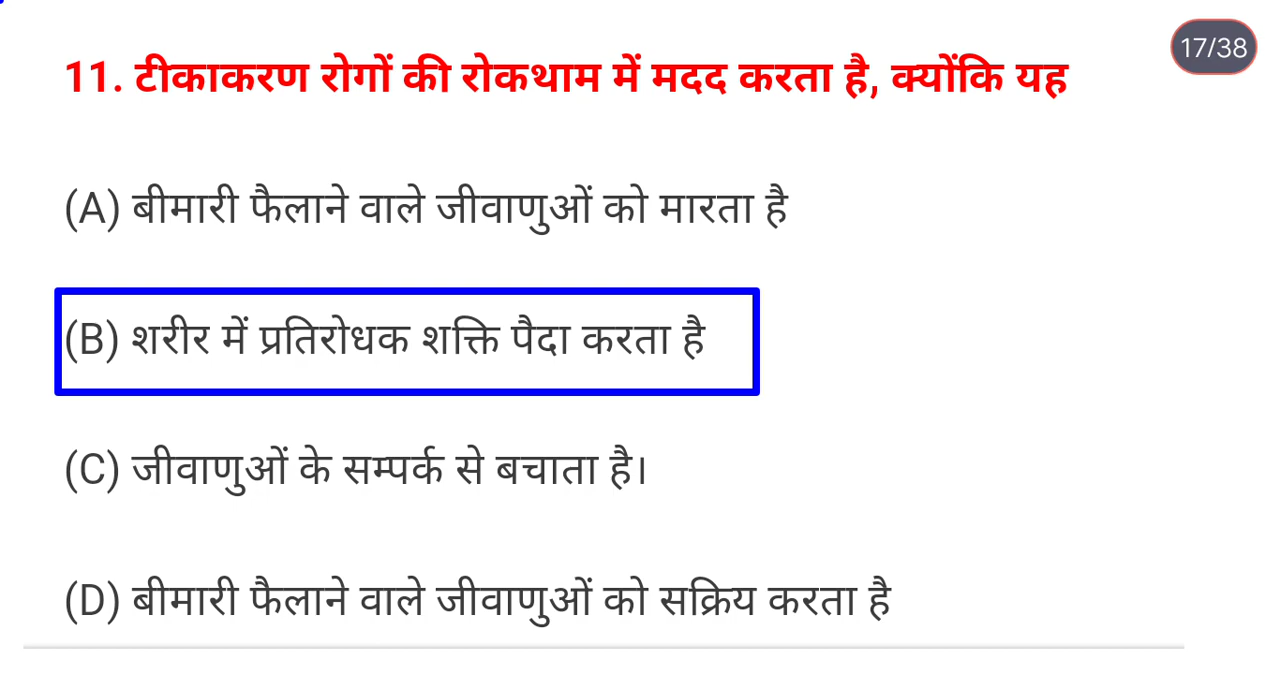 17/38
11. टीकाकरण रोगों की रोकथाम में मदद करता है, क्योंकि यह
(A) बीमारी फैलाने वाले जीवाणुओं को मारता है
(B) शरीर में प्रतिरोधक शक्ति पैदा करता है
(C) जीवाणुओं के सम्पर्क से बचाता है।
(D) बीमारी फैलाने वाले जीवाणुओं को सक्रिय करता है